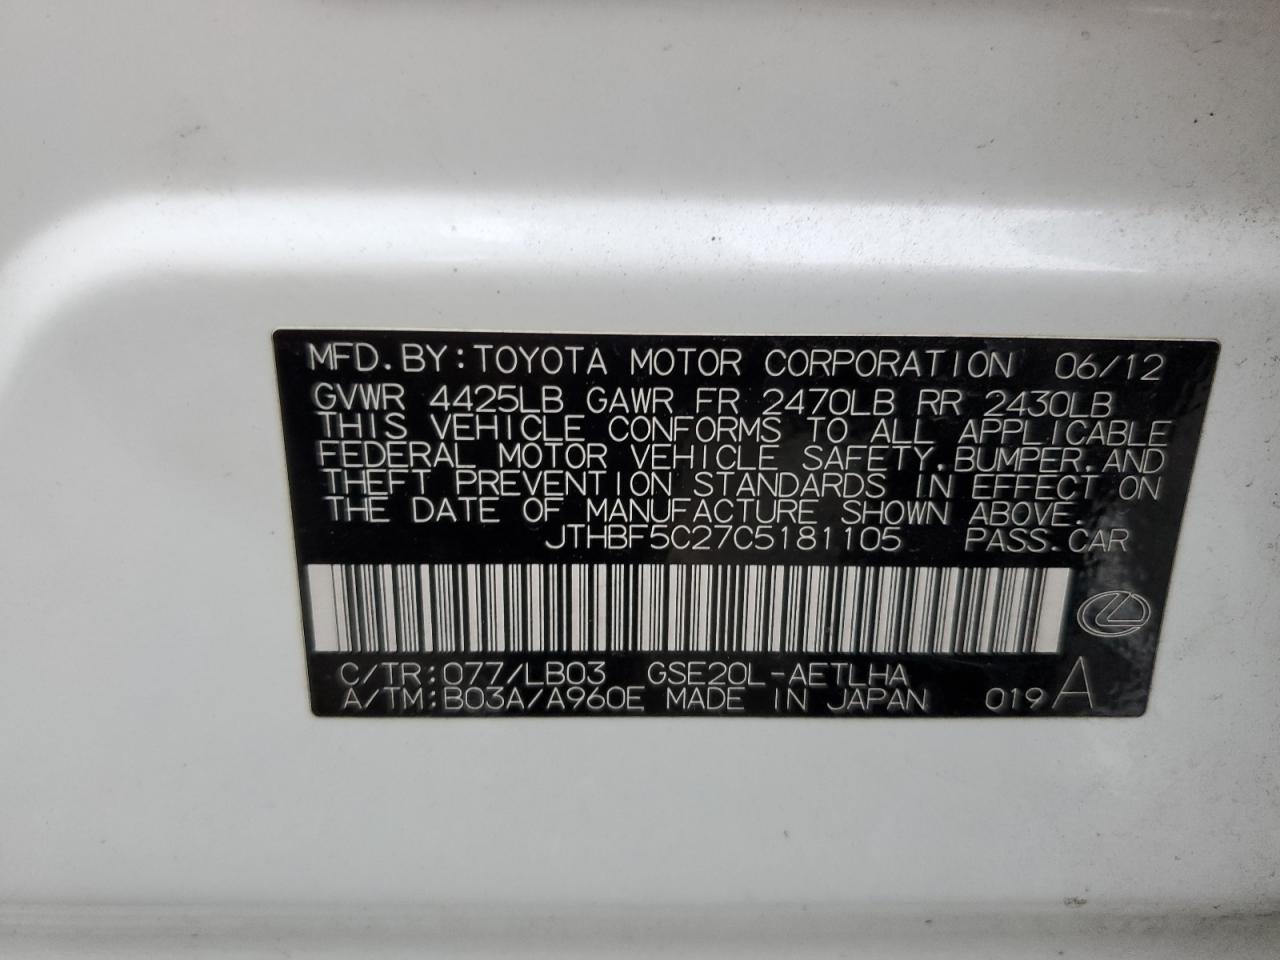 MFD.BY:TOYOTA MOTOR CORPORATION 06/12
GVWR 4425LB GAWR FR 2470LB RR 2430LB
THIS VEHICLE CONFORMS TO ALL APPLICABLE
FEDERAL MOTOR VEHICLE SAFETY,BUMPER,AND
THEFT PREVENTION STANDARDS IN EFFECT ON
THE DATE OF MANUFACTURE SHOWN ABOVE.
JTHBF5C27C5181105 PASS.CAR
C/TR:077/LB03 GSE20L-AETLHA
A/TM:B03A/A960E MADE IN JAPAN 019 A